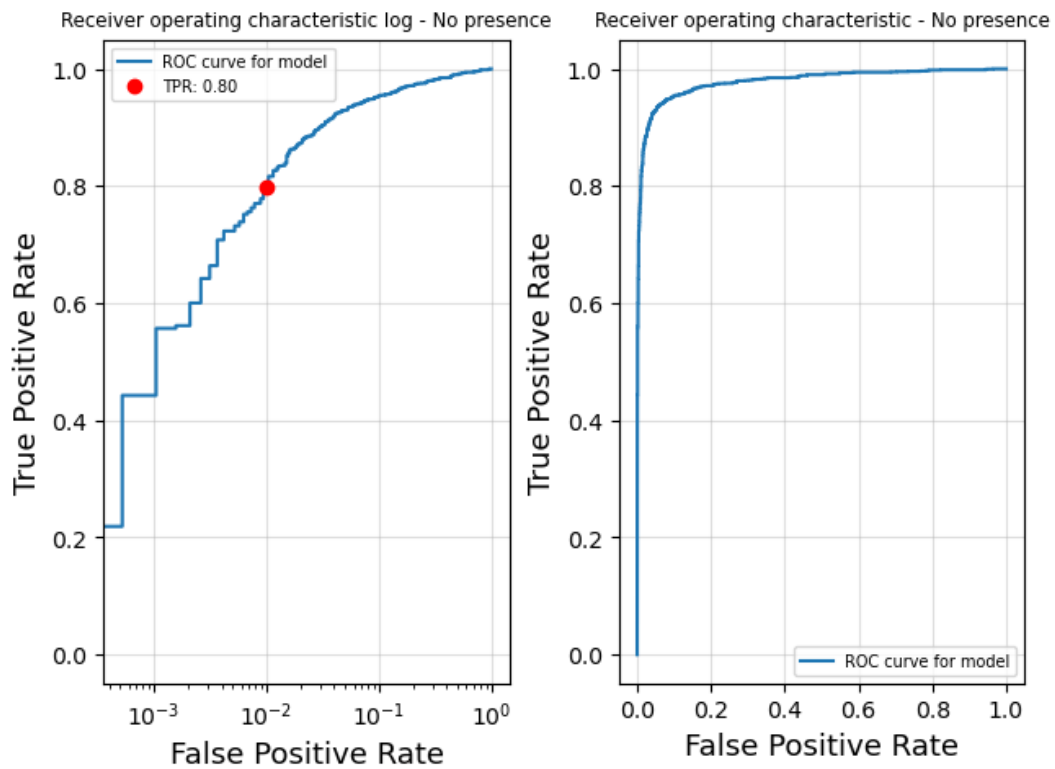 Receiver operating characteristic log - No presence
ROC curve for model
TPR: 0.80
1.0
0.8
0.6
0.4
0.2
0.0
True Positive Rate
10⁻³
10⁻²
10⁻¹
10⁰
False Positive Rate
Receiver operating characteristic - No presence
1.0
0.8
0.6
0.4
0.2
0.0
True Positive Rate
ROC curve for model
0.0
0.2
0.4
0.6
0.8
1.0
False Positive Rate